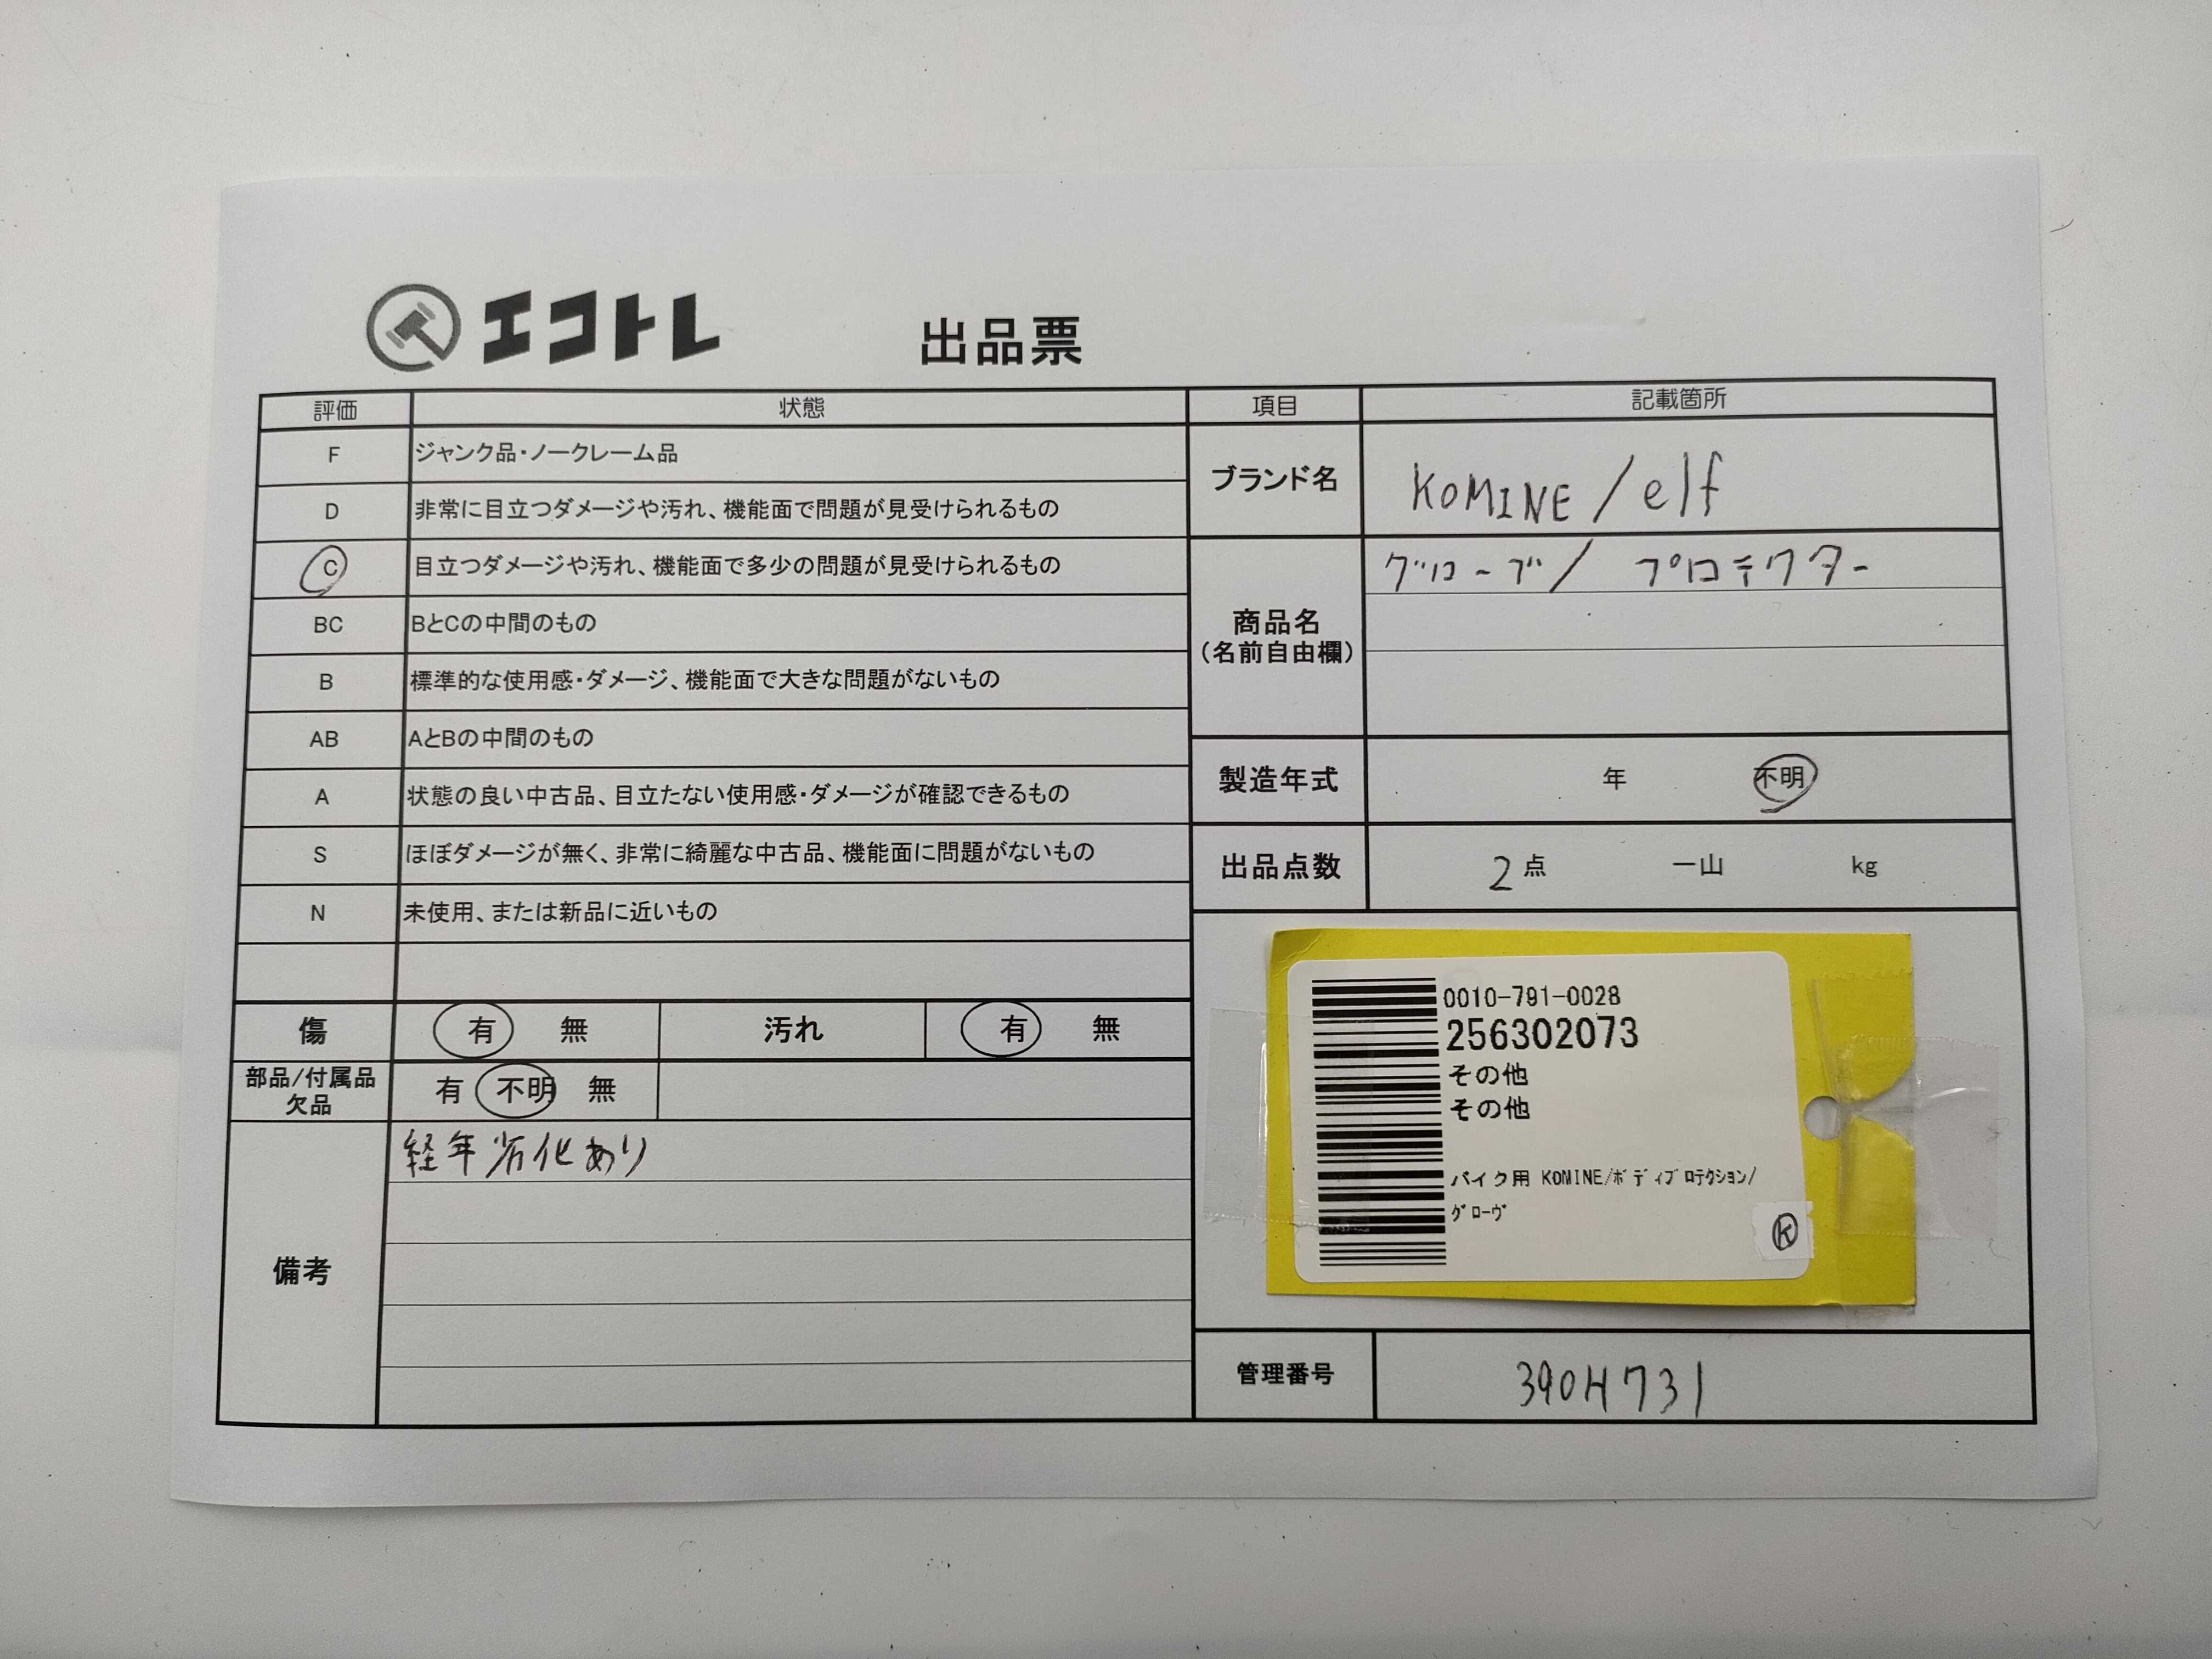 エコトレ 出品票
評価 状態 項目 記載箇所
F ジャンク品・ノークレーム品
D 非常に目立つダメージや汚れ、機能面で問題が見受けられるもの
C 目立つダメージや汚れ、機能面で多少の問題が見受けられるもの
BC BとCの中間のもの
B 標準的な使用感・ダメージ、機能面で大きな問題がないもの
AB AとBの中間のもの
A 状態の良い中古品、目立たない使用感・ダメージが確認できるもの
S ほぼダメージが無く、非常に綺麗な中古品、機能面に問題がないもの
N 未使用、または新品に近いもの
傷 有 無 汚れ 有 無
部品/付属品
欠品 有 不明 無
備考 経年劣化あり
ブランド名 KOMINE/elf
商品名
(名前自由欄) グローブ/ プロテクター
製造年式 年 不明
出品点数 2点 一山 kg
0010-791-0028
256302073
その他
その他
バイク用 KOMINE/ボディプロテクション/
グローヴ
K
管理番号 390H731